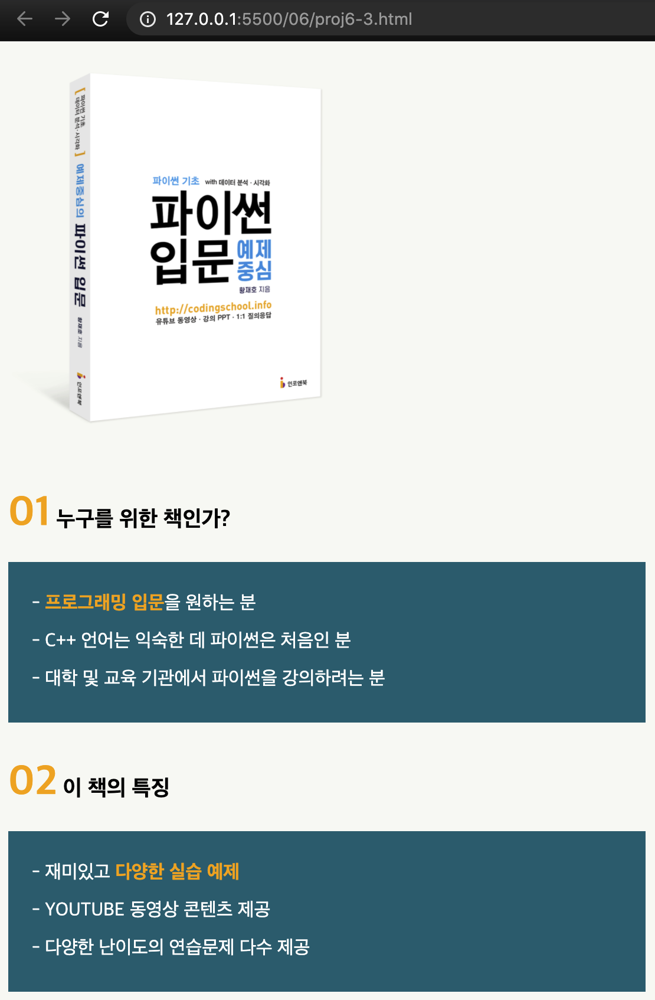 127.0.0.1:5500/06/proj6-3.html
[ 파이썬 기초
데이터 분석·시각화 ] 예제중심의 파이썬 입문 황재호 지음 인포앤북
파이썬 기초 with 데이터 분석 · 시각화
파이썬
입문 예제
중심
황재호 지음
http://codingschool.info
유튜브 동영상 · 강의 PPT · 1:1 질의응답
인포앤북
01 누구를 위한 책인가?
- 프로그래밍 입문을 원하는 분
- C++ 언어는 익숙한 데 파이썬은 처음인 분
- 대학 및 교육 기관에서 파이썬을 강의하려는 분
02 이 책의 특징
- 재미있고 다양한 실습 예제
- YOUTUBE 동영상 콘텐츠 제공
- 다양한 난이도의 연습문제 다수 제공